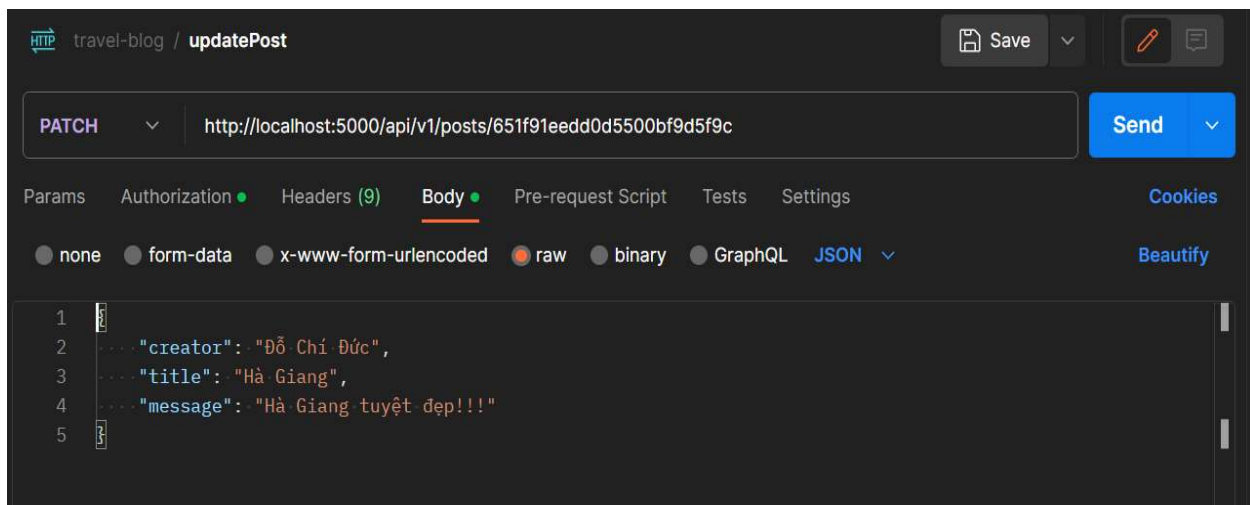 HTTP travel-blog / updatePost Save
PATCH http://localhost:5000/api/v1/posts/651f91eedd0d5500bf9d5f9c Send
Params Authorization Headers (9) Body Pre-request Script Tests Settings Cookies
none form-data x-www-form-urlencoded raw binary GraphQL JSON Beautify
1 {
2 "creator": "Đỗ Chí Đức",
3 "title": "Hà Giang",
4 "message": "Hà Giang tuyệt đẹp!!!"
5 }